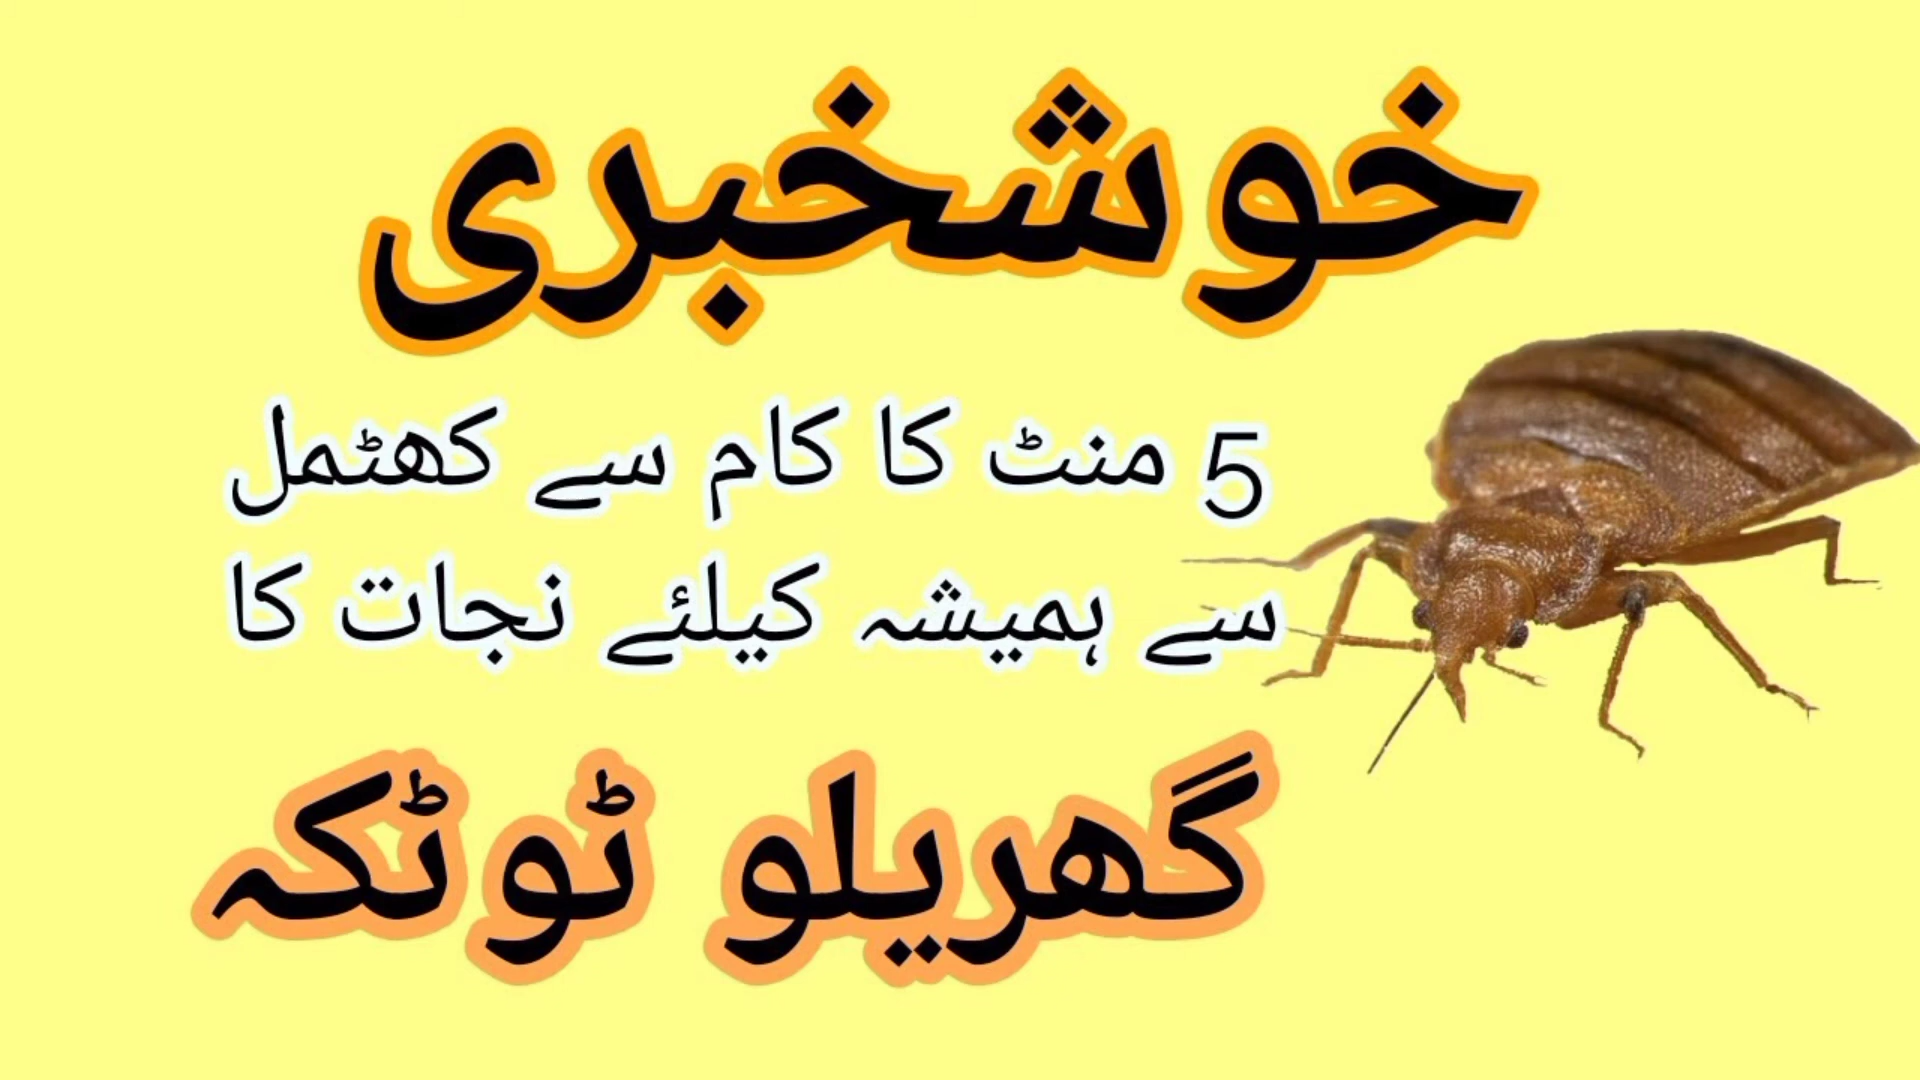 خوشخبری
5 منٹ کا کام سے کھٹمل
سے ہمیشہ کیلئے نجات کا
گھریلو ٹوٹکہ